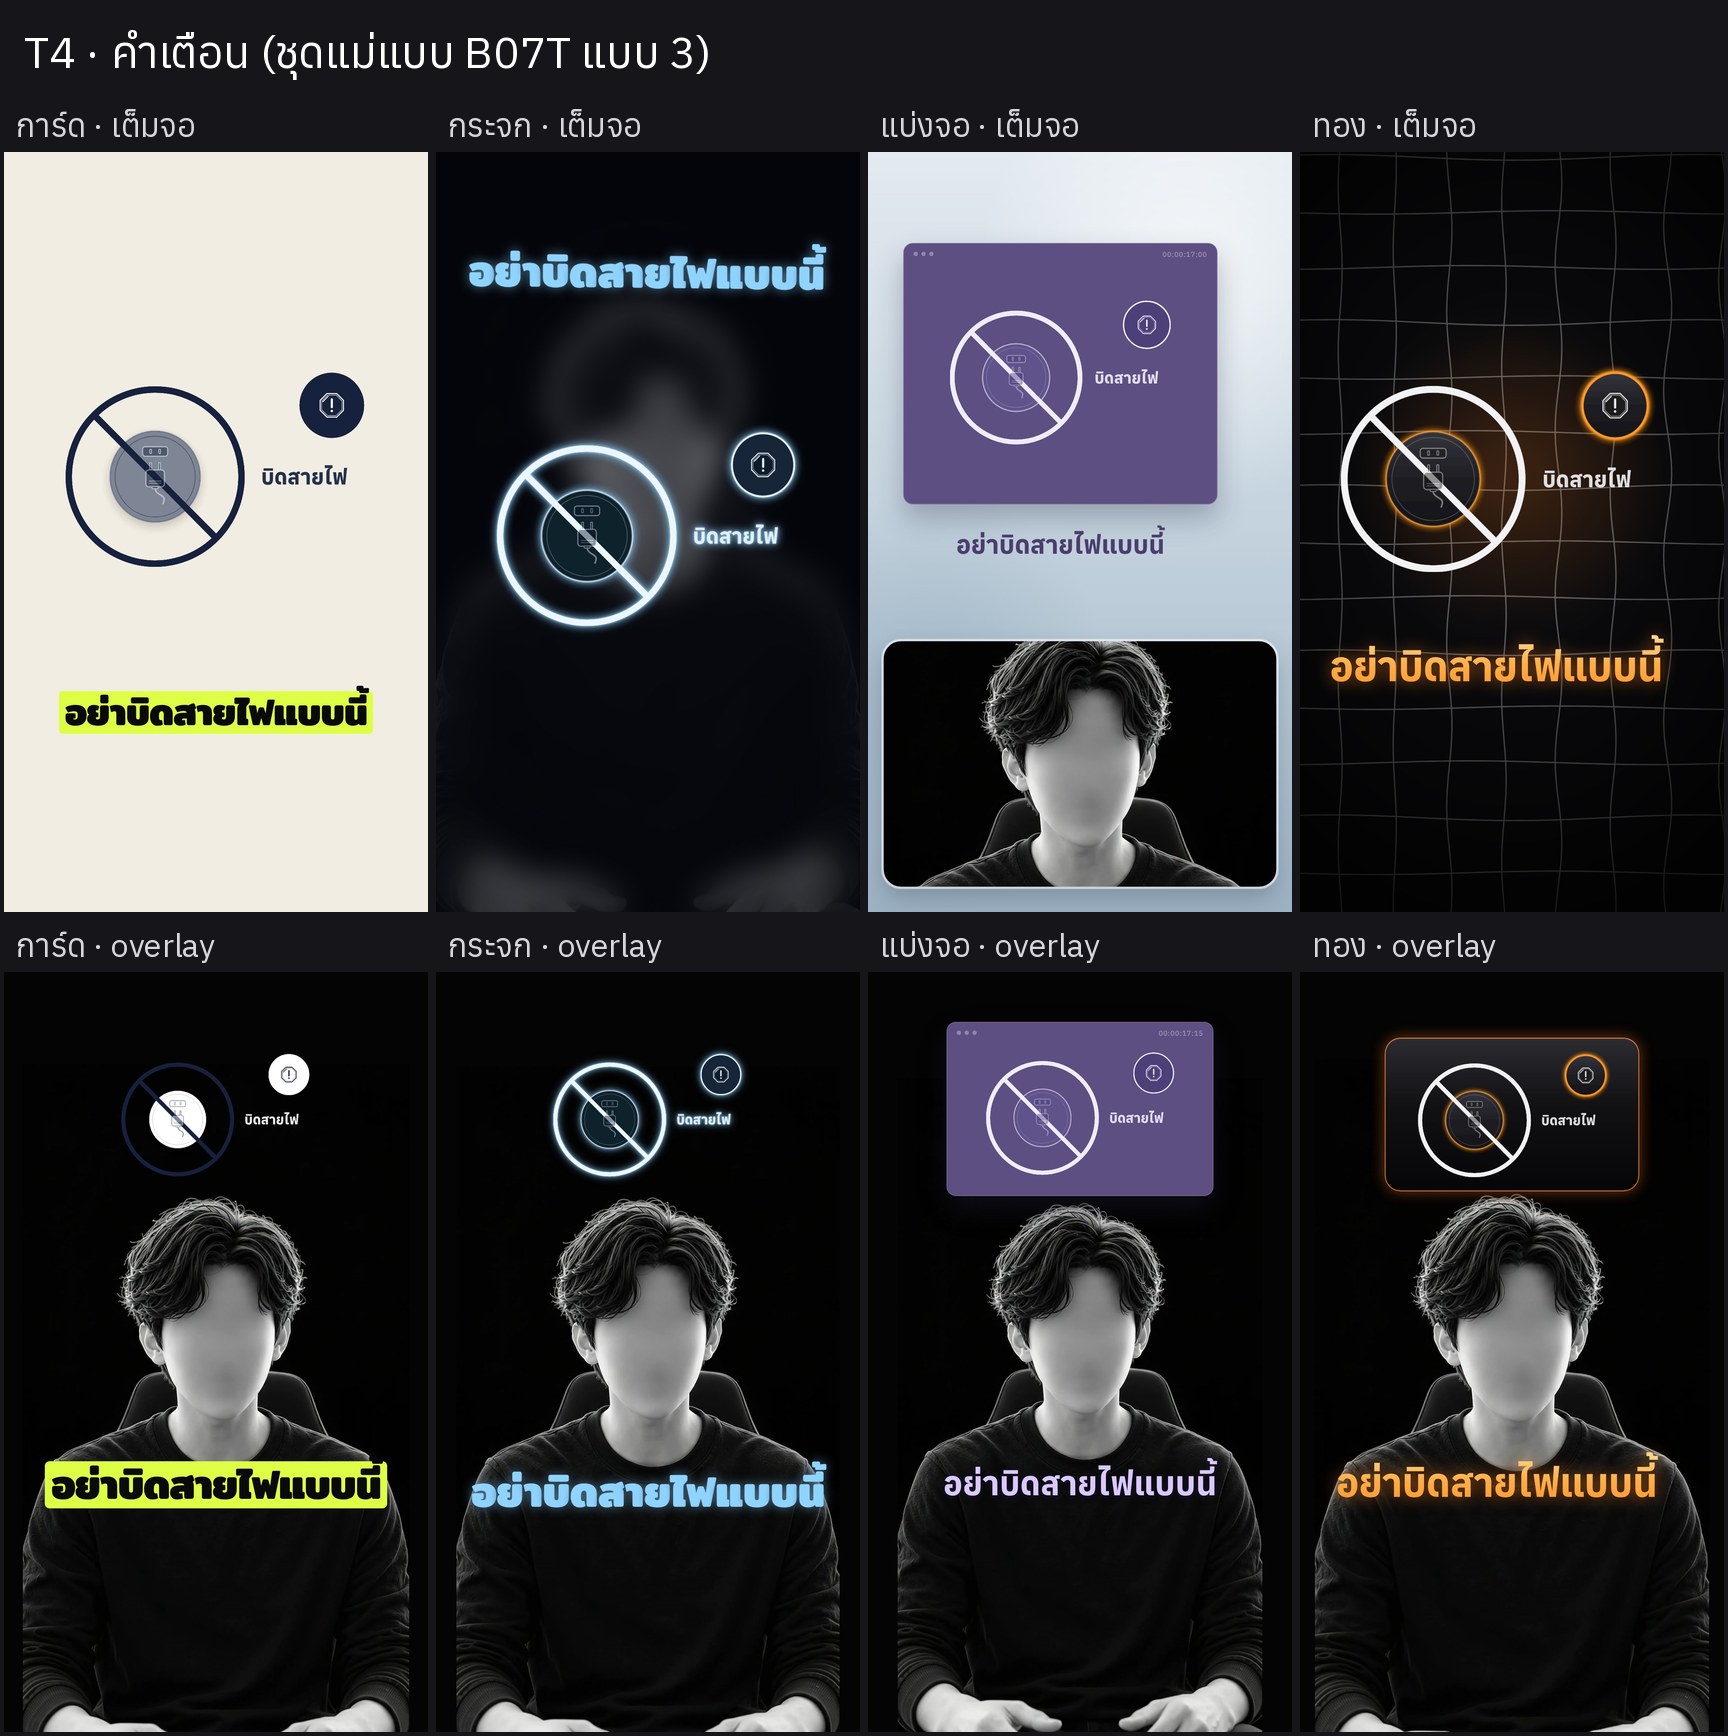 T4 · คำเตือน (ชุดแม่แบบ B07T แบบ 3)
การ์ด · เต็มจอ
กระจก · เต็มจอ
แบ่งจอ · เต็มจอ
ทอง · เต็มจอ
บิดสายไฟ
อย่าบิดสายไฟแบบนี้
อย่าบิดสายไฟแบบนี้
บิดสายไฟ
00:00:17:00
บิดสายไฟ
อย่าบิดสายไฟแบบนี้
บิดสายไฟ
อย่าบิดสายไฟแบบนี้
การ์ด · overlay
กระจก · overlay
แบ่งจอ · overlay
ทอง · overlay
บิดสายไฟ
อย่าบิดสายไฟแบบนี้
บิดสายไฟ
อย่าบิดสายไฟแบบนี้
00:00:17:15
บิดสายไฟ
อย่าบิดสายไฟแบบนี้
บิดสายไฟ
อย่าบิดสายไฟแบบนี้